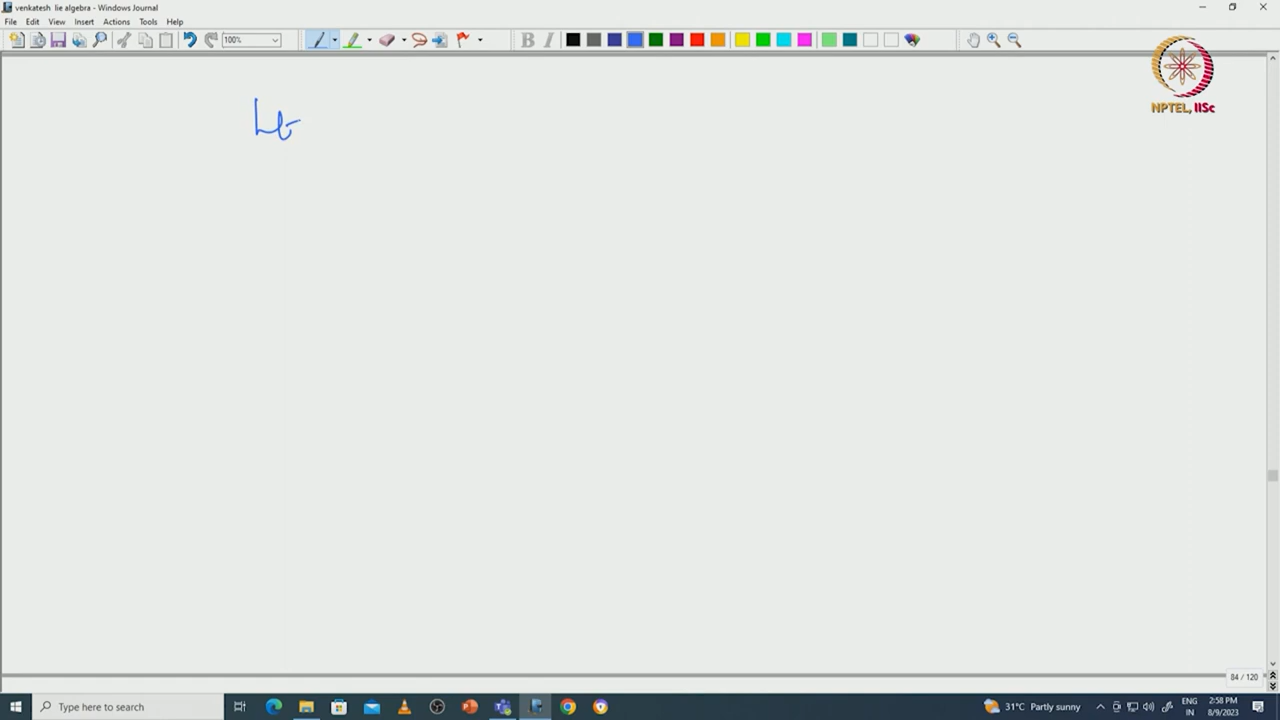 venkatesh lie algebra - Windows Journal
File Edit View Insert Actions Tools Help
100%
B I
NPTEL, IISc
Let
84 / 120
Type here to search
31°C Partly sunny
ENG
IN
2:58 PM
8/9/2023